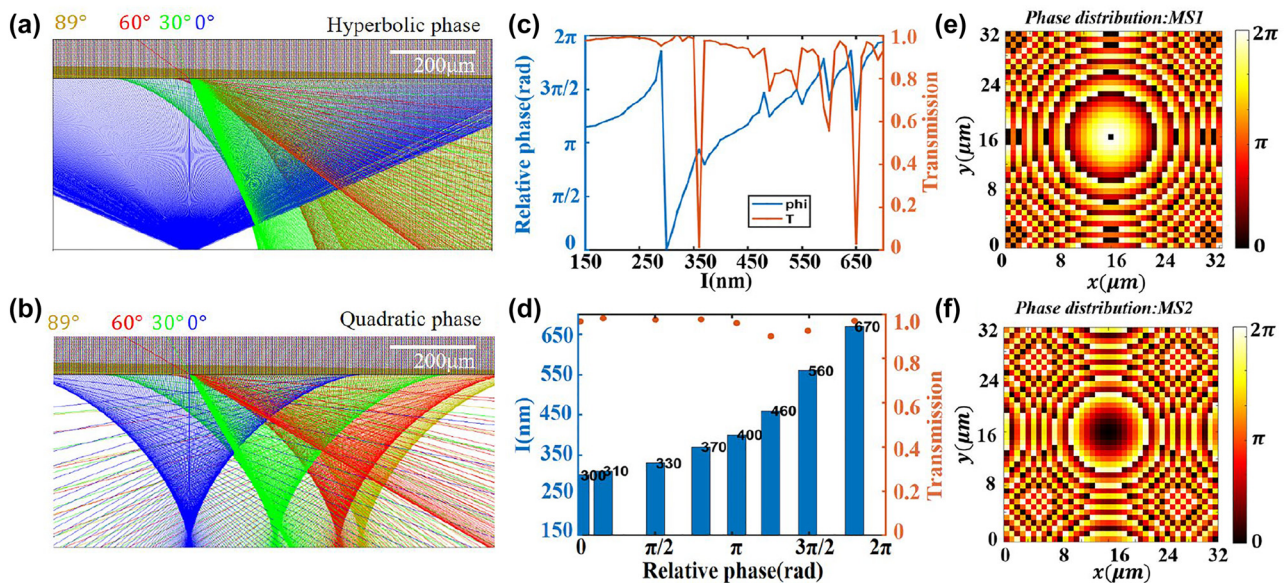 (a)
89° 60° 30° 0°
Hyperbolic phase
200μm
(b)
89° 60° 30° 0°
Quadratic phase
200μm
(c)
2π
3π/2
π
π/2
0
Relative phase(rad)
1.0
0.8
0.6
0.4
0.2
0
Transmission
phi
T
150 250 350 450 550 650
I(nm)
(d)
650
550
450
350
250
150
I(nm)
300 310 330 370 400 460 560 670
1.0
0.8
0.6
0.4
0.2
0
Transmission
0 π/2 π 3π/2 2π
Relative phase(rad)
(e)
Phase distribution:MS1
32
24
16
8
0
y(μm)
0 8 16 24 32
x(μm)
2π
π
0
(f)
Phase distribution:MS2
32
24
16
8
0
y(μm)
0 8 16 24 32
x(μm)
2π
π
0